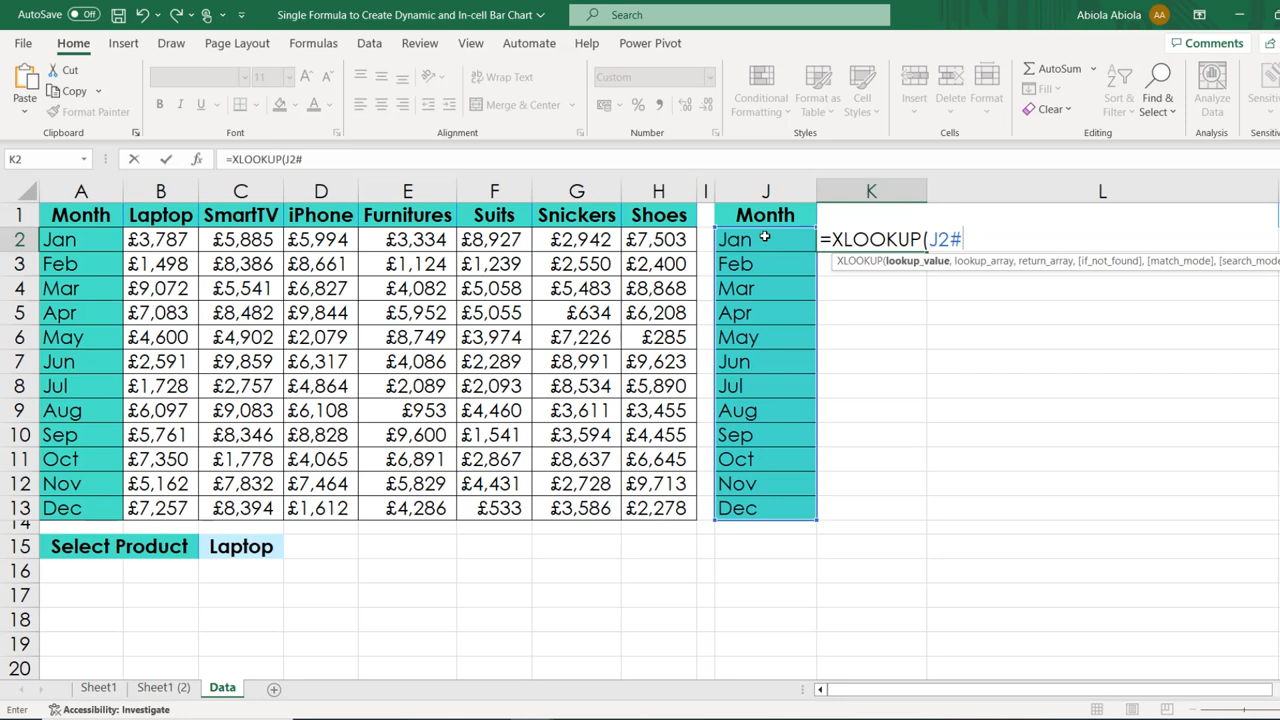 AutoSave Off Single Formula to Create Dynamic and In-cell Bar Chart Search Abiola Abiola AA
File Home Insert Draw Page Layout Formulas Data Review View Automate Help Power Pivot Comments
Paste Cut Copy Format Painter
11 B I U
Wrap Text Merge & Center
Custom % 9
Conditional Formatting Format as Table Cell Styles
Insert Delete Format
AutoSum Fill Clear Sort & Filter Find & Select
Analyze Data Sensitiv
Clipboard Font Alignment Number Styles Cells Editing Analysis Sensitiv
K2 fx =XLOOKUP(J2#
A B C D E F G H I J K L
1 Month Laptop SmartTV iPhone Furnitures Suits Snickers Shoes Month
2 Jan £3,787 £5,885 £5,994 £3,334 £8,927 £2,942 £7,503 Jan =XLOOKUP(J2#
XLOOKUP(lookup_value, lookup_array, return_array, [if_not_found], [match_mode], [search_mode
3 Feb £1,498 £8,386 £8,661 £1,124 £1,239 £2,550 £2,400 Feb
4 Mar £9,072 £5,541 £6,827 £4,082 £5,058 £5,483 £8,868 Mar
5 Apr £7,083 £8,482 £9,844 £5,952 £5,055 £634 £6,208 Apr
6 May £4,600 £4,902 £2,079 £8,749 £3,974 £7,226 £285 May
7 Jun £2,591 £9,859 £6,317 £4,086 £2,289 £8,991 £9,623 Jun
8 Jul £1,728 £2,757 £4,864 £2,089 £2,093 £8,534 £5,890 Jul
9 Aug £6,097 £9,083 £6,108 £953 £4,460 £3,611 £3,455 Aug
10 Sep £5,761 £8,346 £8,828 £9,600 £1,541 £3,594 £4,455 Sep
11 Oct £7,350 £1,778 £4,065 £6,891 £2,867 £8,637 £6,645 Oct
12 Nov £5,162 £7,832 £7,464 £5,829 £4,431 £2,728 £9,713 Nov
13 Dec £7,257 £8,394 £1,612 £4,286 £533 £3,586 £2,278 Dec
14
15 Select Product Laptop
16
17
18
19
20
Sheet1 Sheet1 (2) Data
Enter Accessibility: Investigate